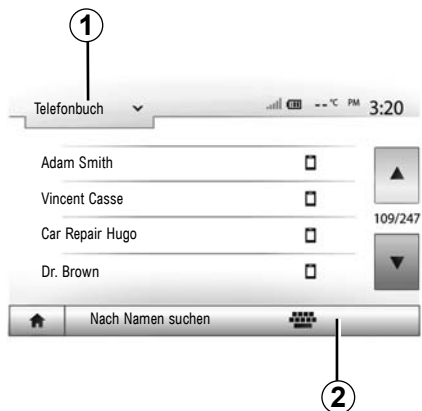 1
Telefonbuch --°C PM 3:20
Adam Smith
Vincent Casse
109/247
Car Repair Hugo
Dr. Brown
Nach Namen suchen
2